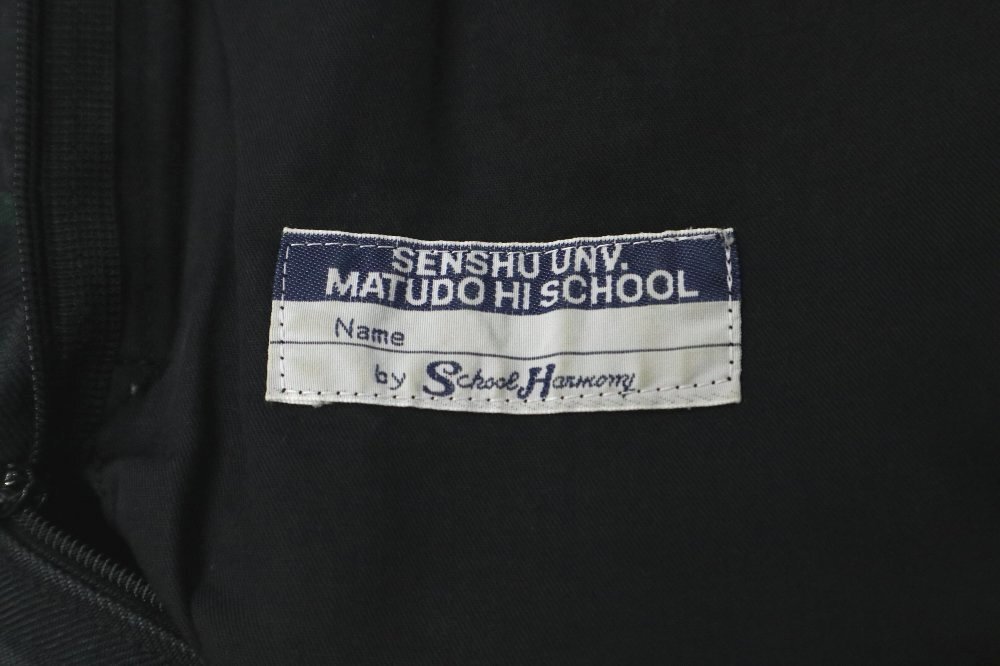 SENSHU UNV.
MATUDO HI SCHOOL
Name
by School Harmony